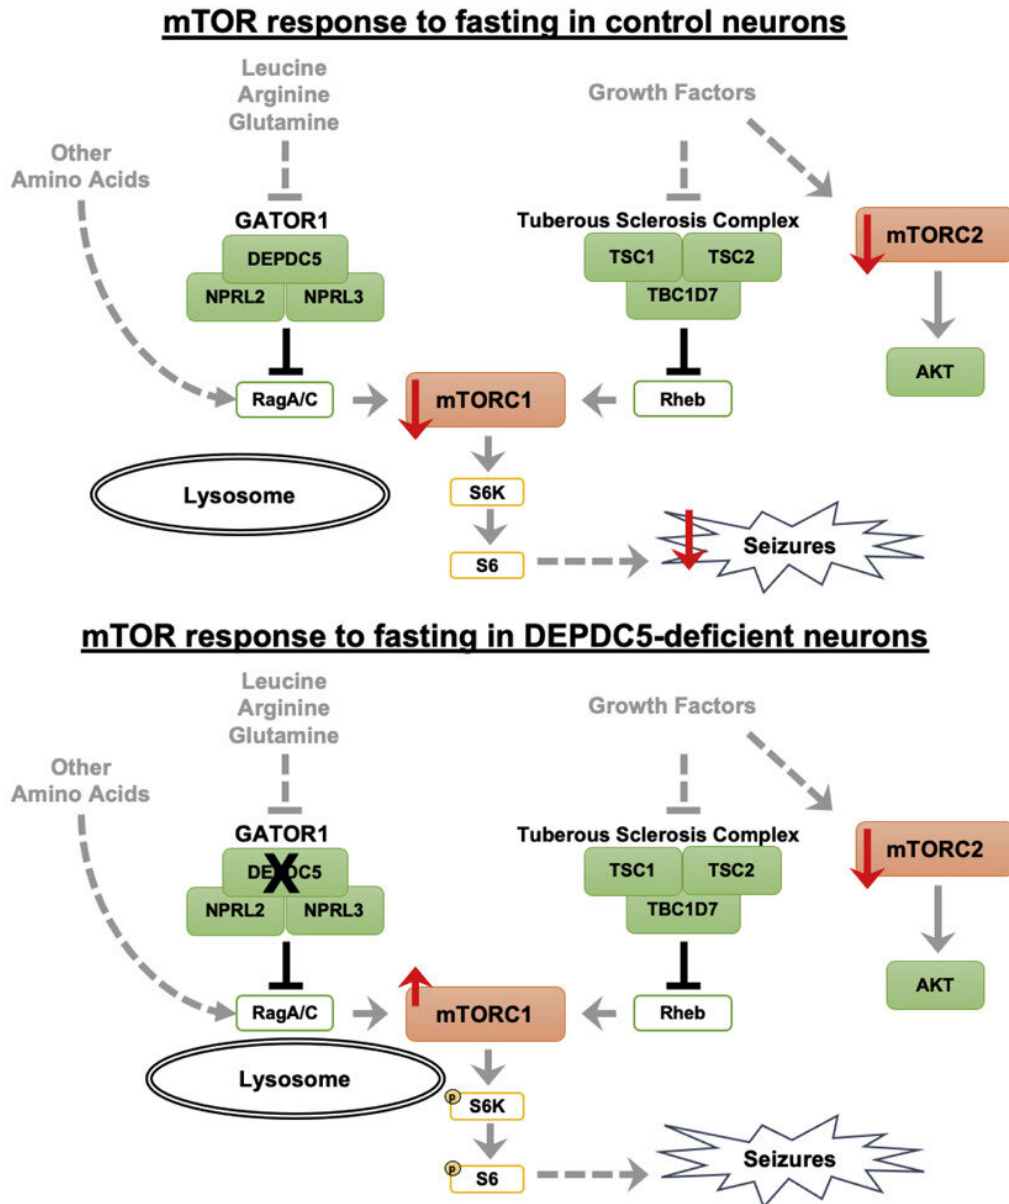 mTOR response to fasting in control neurons
Leucine
Arginine
Glutamine
Growth Factors
Other
Amino Acids
GATOR1
Tuberous Sclerosis Complex
DEPDC5
TSC1
TSC2
mTORC2
NPRL2
NPRL3
TBC1D7
AKT
RagA/C
mTORC1
Rheb
Lysosome
S6K
S6
Seizures
mTOR response to fasting in DEPDC5-deficient neurons
Leucine
Arginine
Glutamine
Growth Factors
Other
Amino Acids
GATOR1
Tuberous Sclerosis Complex
DEPDC5
TSC1
TSC2
mTORC2
NPRL2
NPRL3
TBC1D7
AKT
RagA/C
mTORC1
Rheb
Lysosome
P
S6K
P
S6
Seizures